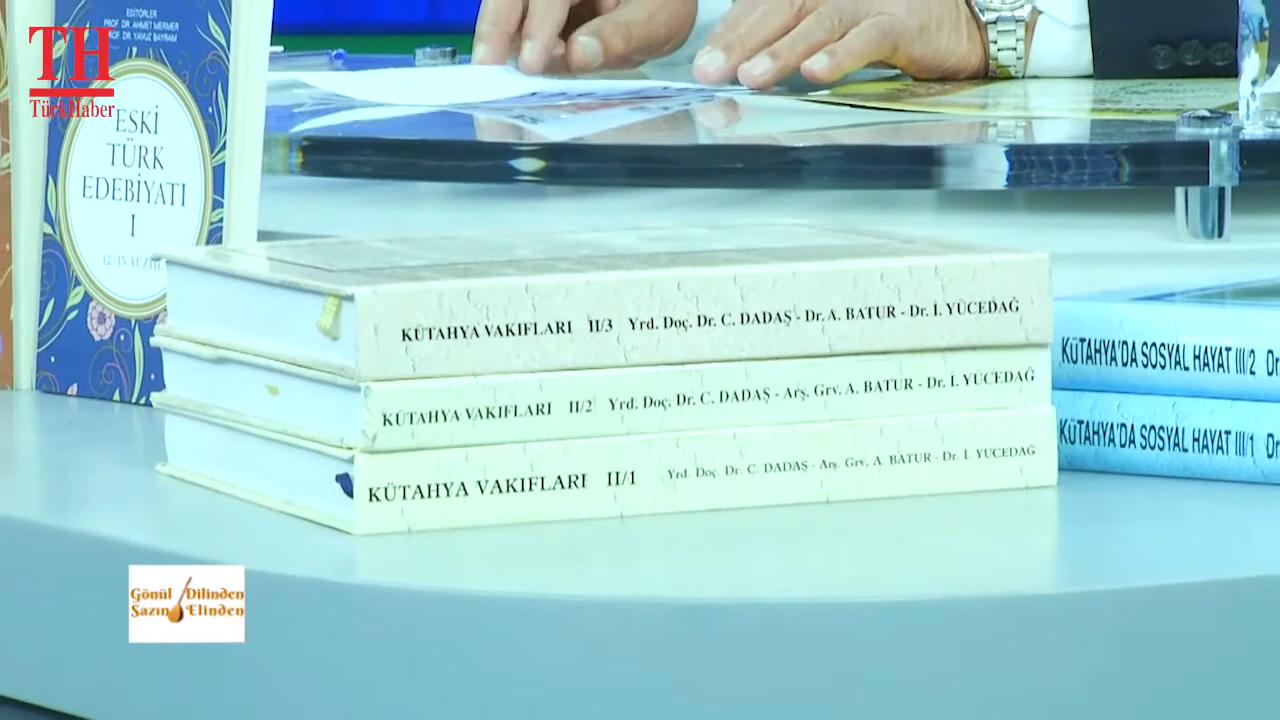 TH
TürkHaber
EDİTÖRLER
PROF. DR. AHMET MERMER
PROF. DR. YAVUZ BAYRAM
ESKİ
TÜRK
EDEBİYATI
I
KÜTAHYA VAKIFLARI II/3 Yrd. Doç. Dr. C. DADAŞ - Dr. A. BATUR - Dr. İ. YÜCEDAĞ
KÜTAHYA VAKIFLARI II/2 Yrd. Doç. Dr. C. DADAŞ - Arş. Grv. A. BATUR - Dr. İ. YÜCEDAĞ
KÜTAHYA VAKIFLARI II/1 Yrd. Doç. Dr. C. DADAŞ - Arş. Grv. A. BATUR - Dr. İ. YÜCEDAĞ
KÜTAHYA'DA SOSYAL HAYAT III/2
KÜTAHYA'DA SOSYAL HAYAT III/1
Gönül Dilinden
Sazın Elinden